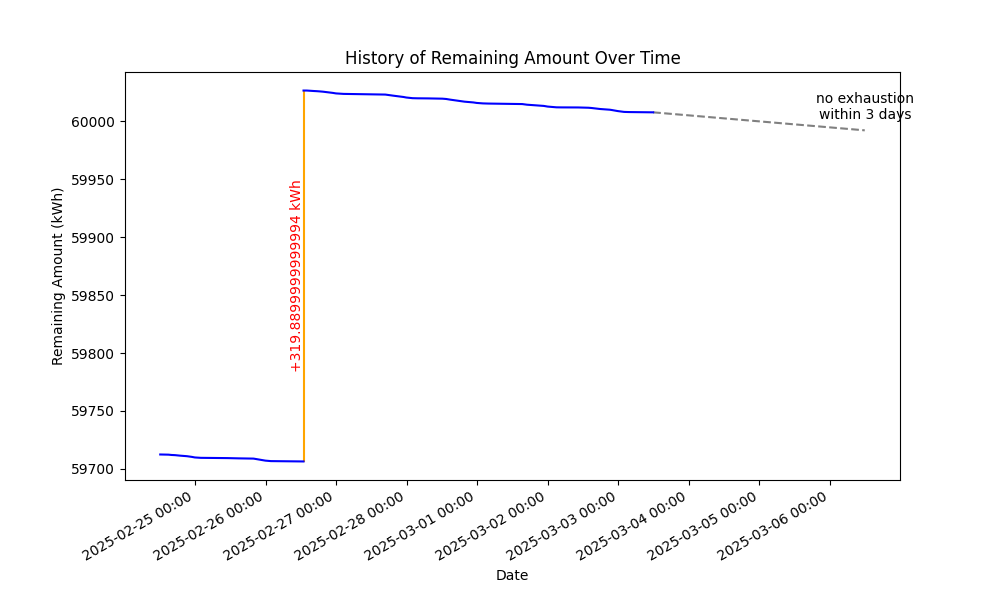 History of Remaining Amount Over Time
no exhaustion
within 3 days
+319.8899999999994 kWh
Remaining Amount (kWh)
60000
59950
59900
59850
59800
59750
59700
2025-02-25 00:00
2025-02-26 00:00
2025-02-27 00:00
2025-02-28 00:00
2025-03-01 00:00
2025-03-02 00:00
2025-03-03 00:00
2025-03-04 00:00
2025-03-05 00:00
2025-03-06 00:00
Date